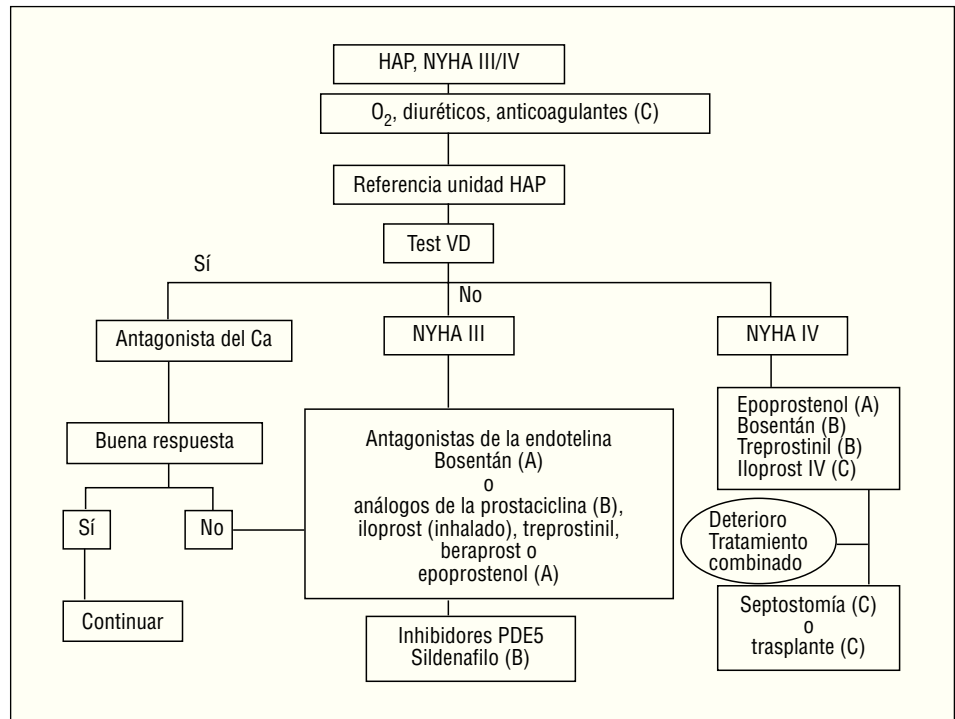 HAP, NYHA III/IV
O2, diuréticos, anticoagulantes (C)
Referencia unidad HAP
Test VD
Sí
No
Antagonista del Ca
NYHA III
NYHA IV
Buena respuesta
Sí
No
Continuar
Antagonistas de la endotelina
Bosentán (A)
o
análogos de la prostaciclina (B),
iloprost (inhalado), treprostinil,
beraprost o
epoprostenol (A)
Inhibidores PDE5
Sildenafilo (B)
Epoprostenol (A)
Bosentán (B)
Treprostinil (B)
Iloprost IV (C)
Deterioro
Tratamiento
combinado
Septostomía (C)
o
trasplante (C)